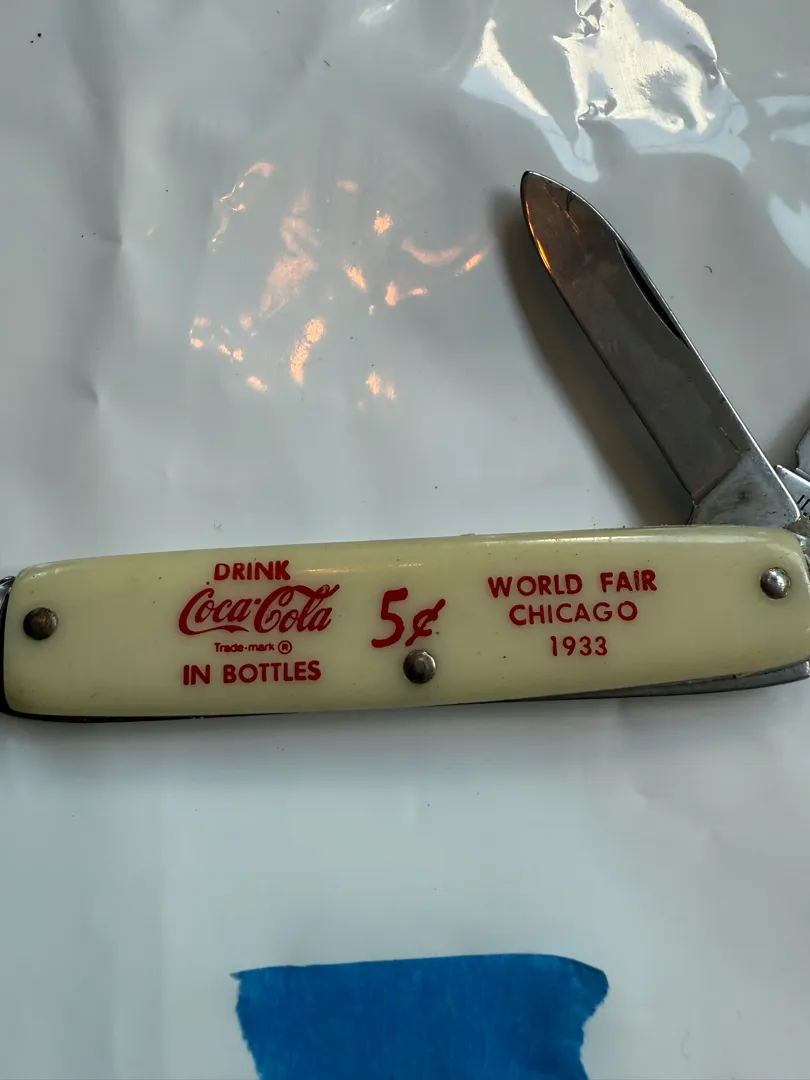 DRINK
Coca-Cola
Trade-mark ®
IN BOTTLES
5¢
WORLD FAIR
CHICAGO
1933